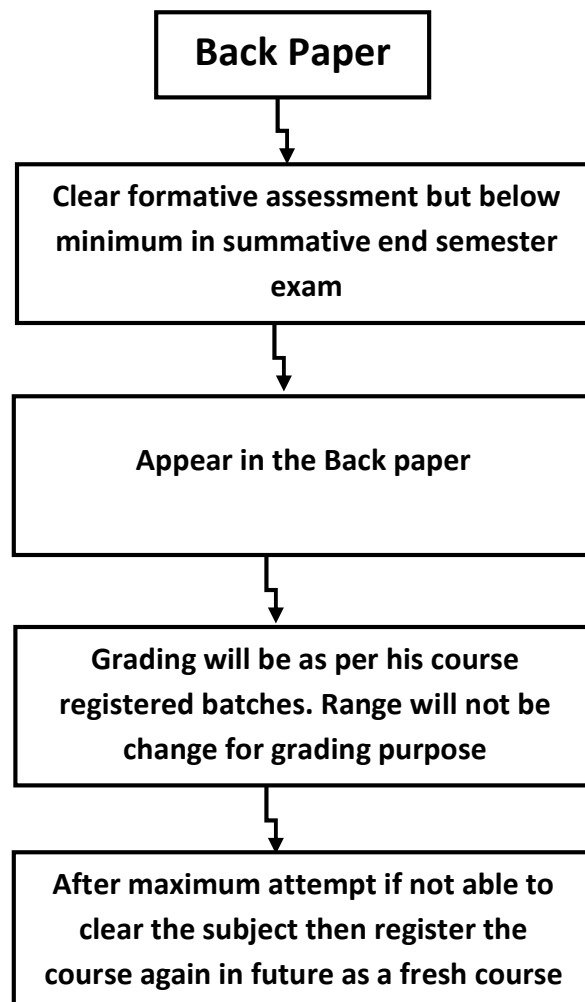 Back Paper
Clear formative assessment but below
minimum in summative end semester
exam
Appear in the Back paper
Grading will be as per his course
registered batches. Range will not be
change for grading purpose
After maximum attempt if not able to
clear the subject then register the
course again in future as a fresh course